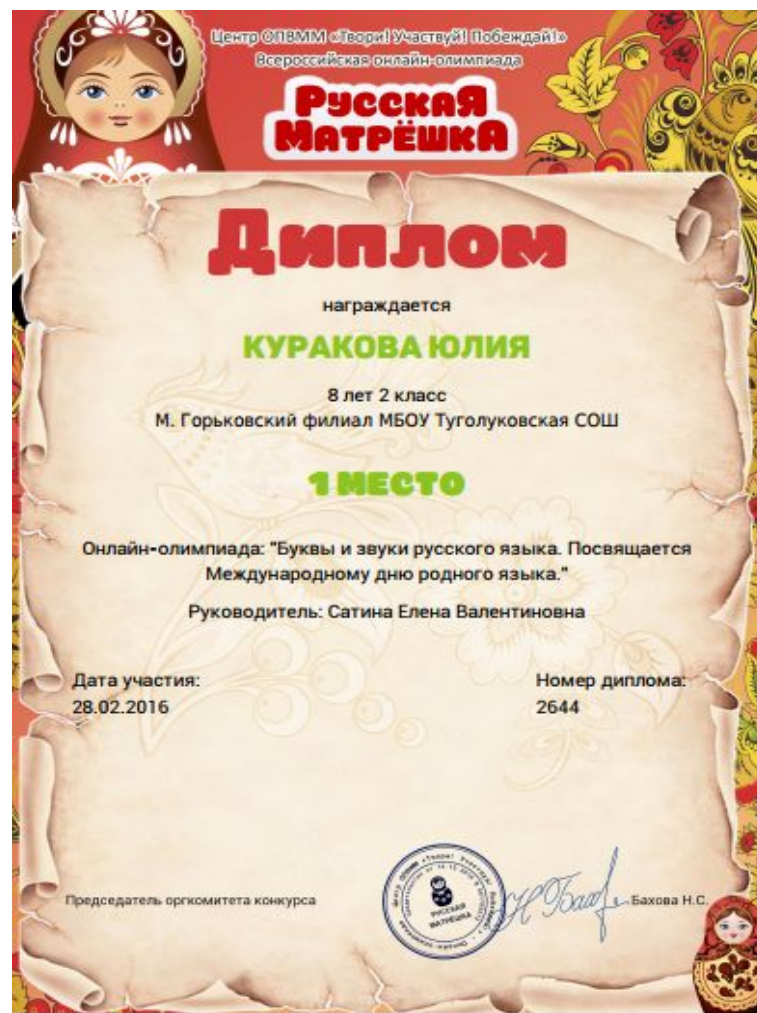 Центр ОПВММ «Твори! Участвуй! Побеждай!»
Всероссийская онлайн-олимпиада
Русская
Матрёшка
Диплом
награждается
КУРАКОВА ЮЛИЯ
8 лет 2 класс
М. Горьковский филиал МБОУ Туголуковская СОШ
1 МЕСТО
Онлайн-олимпиада: "Буквы и звуки русского языка. Посвящается
Международному дню родного языка."
Руководитель: Сатина Елена Валентиновна
Дата участия:
28.02.2016
Номер диплома:
2644
Председатель оргкомитета конкурса
РУССКАЯ
МАТРЁШКА
Бахова Н.С.